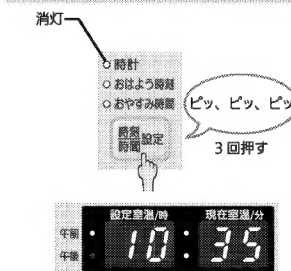 消灯
時計
おはよう時刻
おやすみ時間
ピッ、ピッ、ピッ
時刻
時間
設定
3回押す
設定室温/時 現在室温/分
午前
午後
10:35